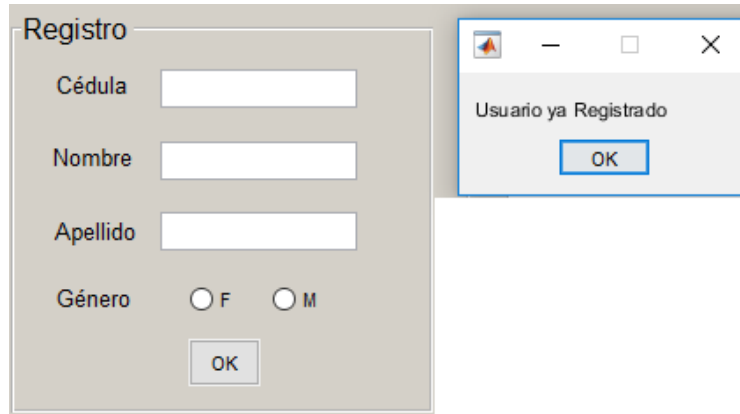 Registro
Cédula
Nombre
Apellido
Género F M
OK
Usuario ya Registrado
OK